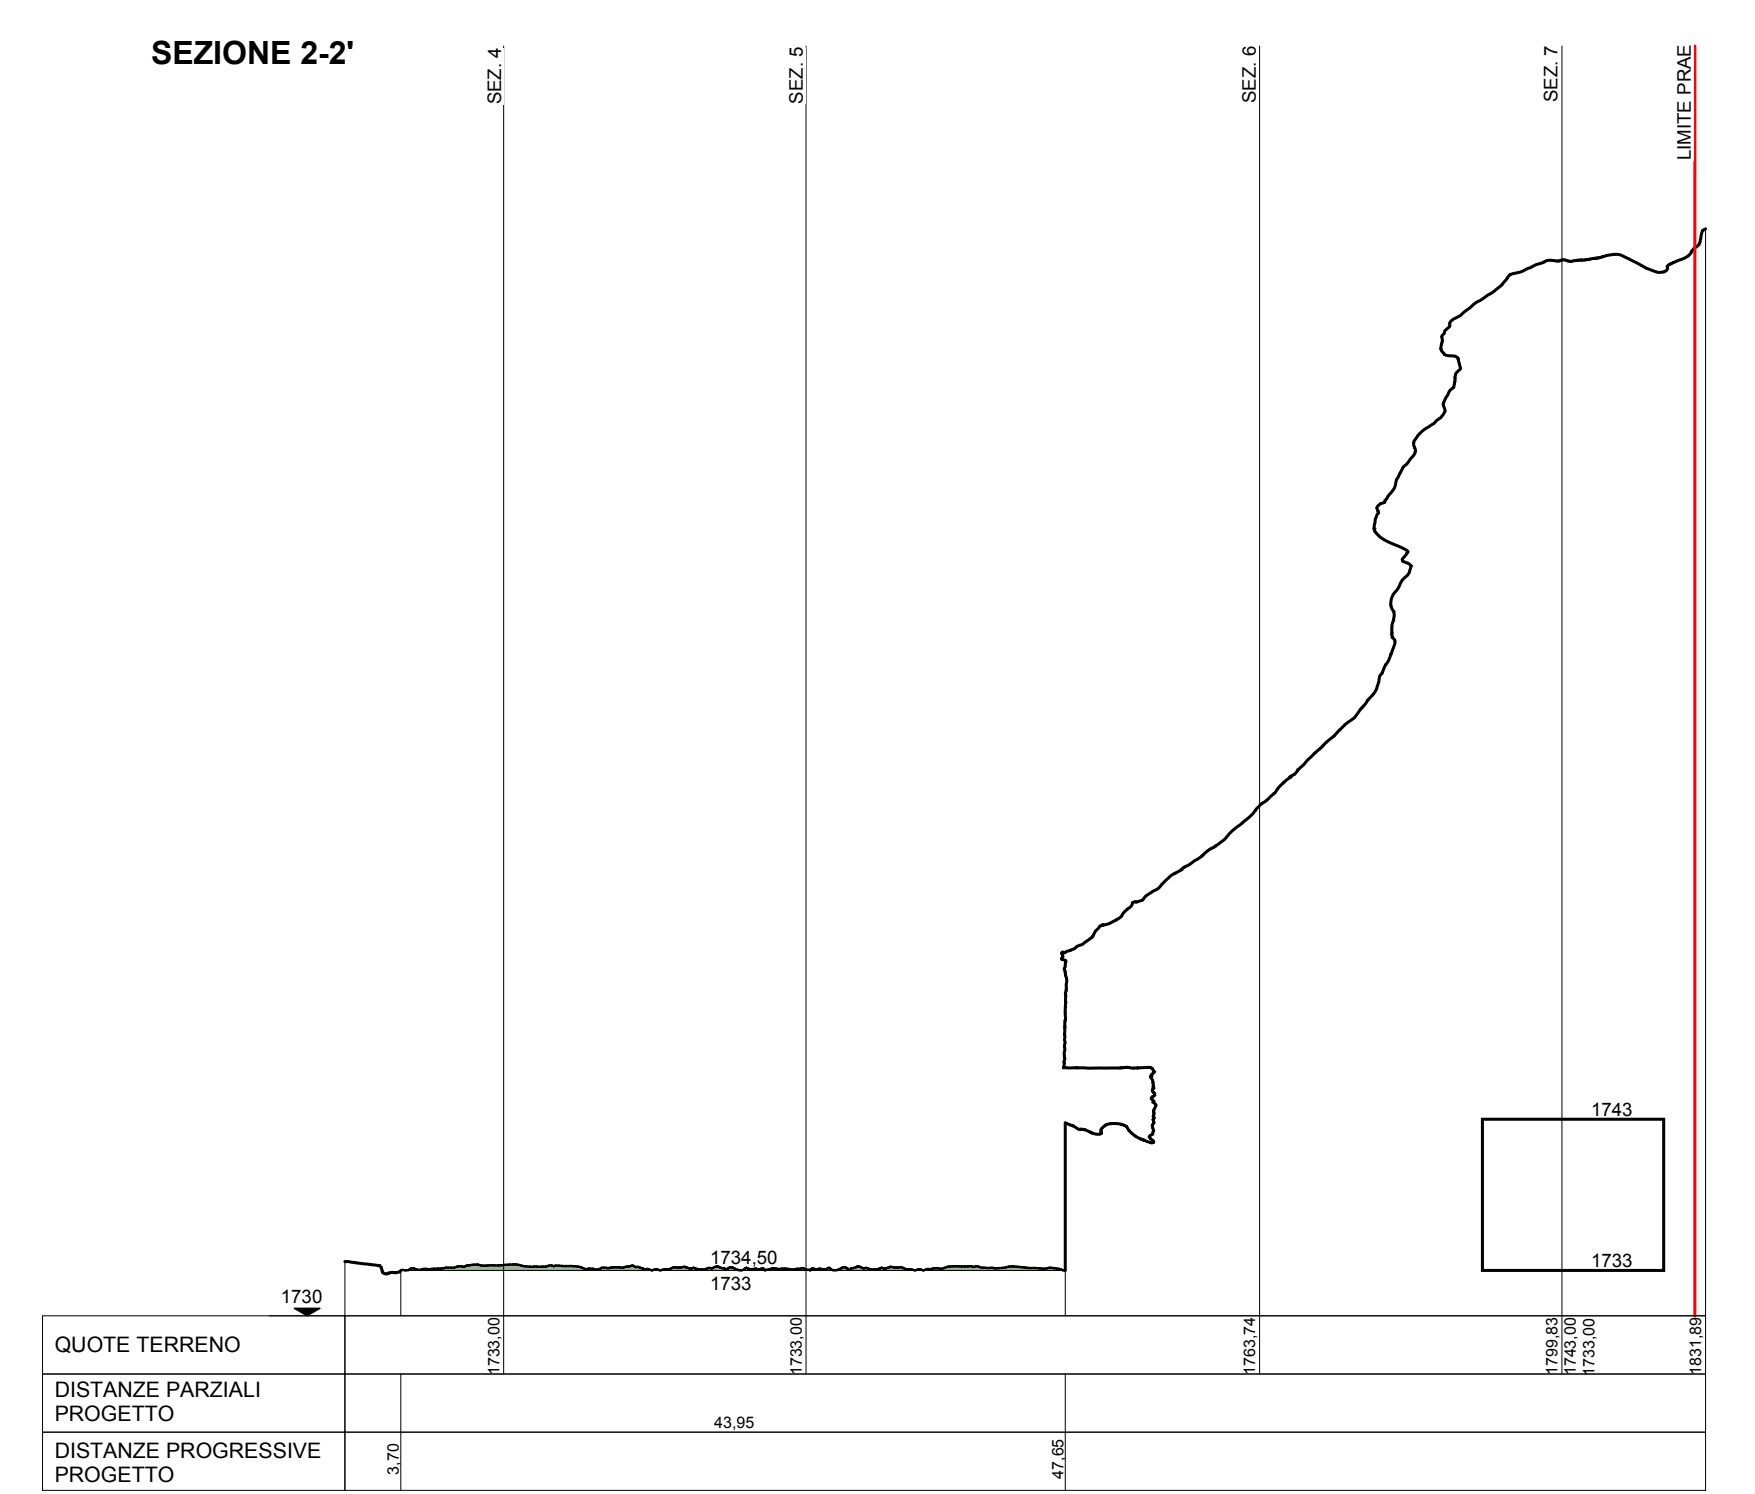 SEZIONE 2-2'
SEZ. 4
SEZ. 5
SEZ. 6
SEZ. 7
LIMITE PRAE
1743
1734,50
1733
1733
1730
QUOTE TERRENO
1733,00
1733,00
1763,74
1799,83
1743,00
1733,00
1831,89
DISTANZE PARZIALI
PROGETTO
43,95
DISTANZE PROGRESSIVE
PROGETTO
3,70
47,65